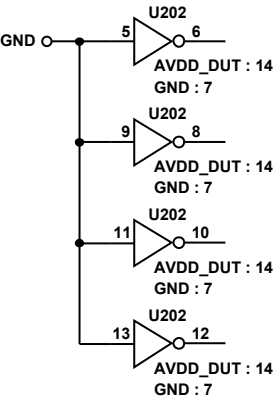 U202
GND 5 6
AVDD_DUT : 14
GND : 7
U202
9 8
AVDD_DUT : 14
GND : 7
U202
11 10
AVDD_DUT : 14
GND : 7
U202
13 12
AVDD_DUT : 14
GND : 7